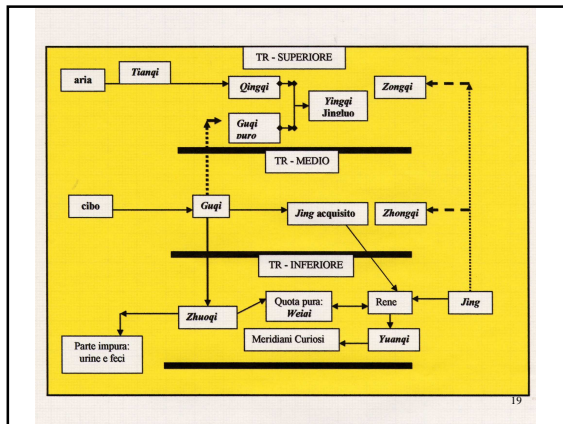 TR - SUPERIORE
aria
Tianqi
Qingqi
Zongqi
Yingqi
Jingluo
Guqi
puro
TR - MEDIO
cibo
Guqi
Jing acquisito
Zhongqi
TR - INFERIORE
Zhuoqi
Quota pura:
Weiai
Rene
Jing
Parte impura:
urine e feci
Meridiani Curiosi
Yuanqi
19